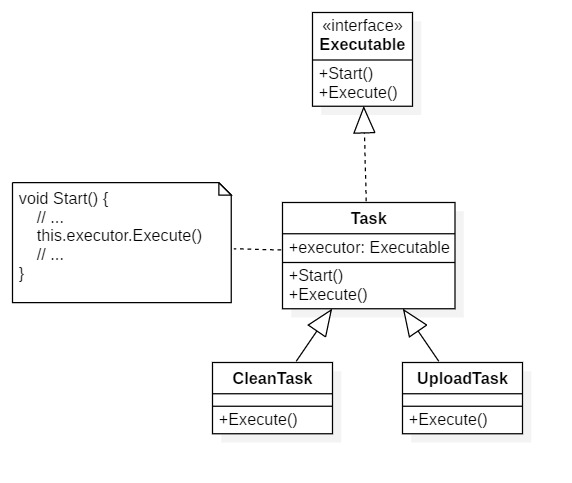 «interface»
Executable
+Start()
+Execute()
void Start() {
// ...
this.executor.Execute()
// ...
}
Task
+executor: Executable
+Start()
+Execute()
CleanTask
+Execute()
UploadTask
+Execute()